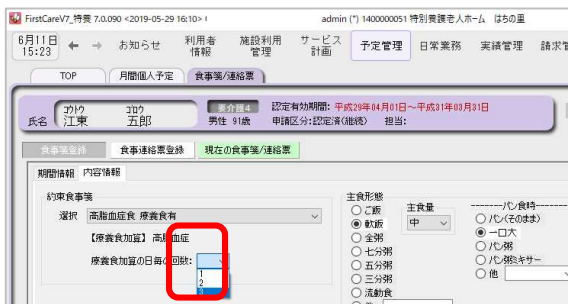 FirstCareV7_特養 7.0.090 <2019-05-29 16:10> admin (*) 1400000051 特別養護老人ホーム はちの里
6月11日 15:23 ← → お知らせ 利用者情報 施設利用管理 サービス計画 予定管理 日常業務 実績管理 請求
TOP 月間個人予定 食事箋/連絡票
氏名 コウトウ 江東 ゴロウ 五郎 要介護4 男性 91歳 認定有効期間: 平成29年04月01日～平成31年03月31日
申請区分:認定済(継続) 担当:
食事箋登録 食事連絡票登録 現在の食事箋/連絡票
期間情報 内容情報
約束食事箋
選択 高脂血症食 療養食有
【療養食加算】 高脂血症
療養食加算の日毎の回数:
1
2
3
主食形態
ご飯
軟飯
全粥
七分粥
五分粥
三分粥
流動食
主食量
中
-------パン食時-----
パン(そのまま)
一口大
パン粥
パン粥ミキサー
他